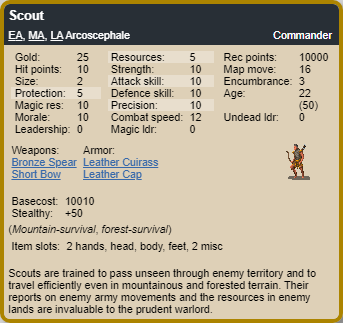 Scout
EA, MA, LA Arcoscephale Commander
Gold: 25 Resources: 5 Rec points: 10000
Hit points: 10 Strength: 10 Map move: 16
Size: 2 Attack skill: 10 Encumbrance: 3
Protection: 5 Defence skill: 10 Age: 22
Magic res: 10 Precision: 10 (50)
Morale: 10 Combat speed: 12 Undead ldr: 0
Leadership: 0 Magic ldr: 0
Weapons: Armor:
Bronze Spear Leather Cuirass
Short Bow Leather Cap
Basecost: 10010
Stealthy: +50
(Mountain-survival, forest-survival)
Item slots: 2 hands, head, body, feet, 2 misc
Scouts are trained to pass unseen through enemy territory and to
travel efficiently even in mountainous and forested terrain. Their
reports on enemy army movements and the resources in enemy
lands are invaluable to the prudent warlord.